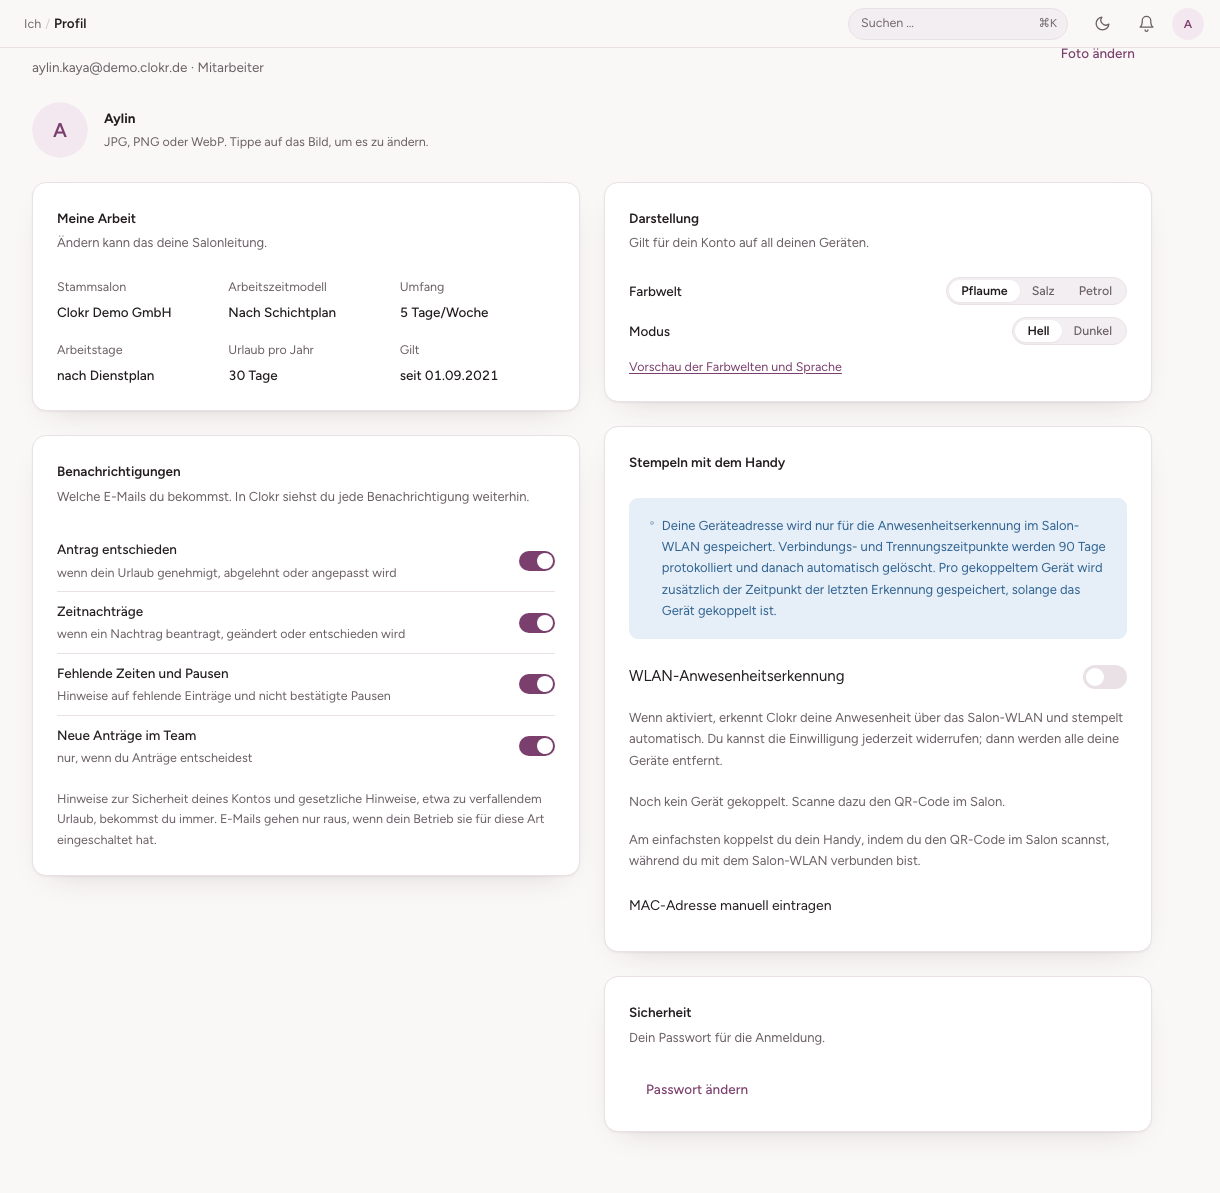 Ich / Profil
Suchen ...
⌘K
A
aylin.kaya@demo.clokr.de · Mitarbeiter
Foto ändern
A
Aylin
JPG, PNG oder WebP. Tippe auf das Bild, um es zu ändern.
Meine Arbeit
Ändern kann das deine Salonleitung.
Stammsalon
Arbeitszeitmodell
Umfang
Clokr Demo GmbH
Nach Schichtplan
5 Tage/Woche
Arbeitstage
Urlaub pro Jahr
Gilt
nach Dienstplan
30 Tage
seit 01.09.2021
Benachrichtigungen
Welche E-Mails du bekommst. In Clokr siehst du jede Benachrichtigung weiterhin.
Antrag entschieden
wenn dein Urlaub genehmigt, abgelehnt oder angepasst wird
Zeitnachträge
wenn ein Nachtrag beantragt, geändert oder entschieden wird
Fehlende Zeiten und Pausen
Hinweise auf fehlende Einträge und nicht bestätigte Pausen
Neue Anträge im Team
nur, wenn du Anträge entscheidest
Hinweise zur Sicherheit deines Kontos und gesetzliche Hinweise, etwa zu verfallendem
Urlaub, bekommst du immer. E-Mails gehen nur raus, wenn dein Betrieb sie für diese Art
eingeschaltet hat.
Darstellung
Gilt für dein Konto auf all deinen Geräten.
Farbwelt
Pflaume
Salz
Petrol
Modus
Hell
Dunkel
Vorschau der Farbwelten und Sprache
Stempeln mit dem Handy
Deine Geräteadresse wird nur für die Anwesenheitserkennung im Salon-
WLAN gespeichert. Verbindungs- und Trennungszeitpunkte werden 90 Tage
protokolliert und danach automatisch gelöscht. Pro gekoppeltem Gerät wird
zusätzlich der Zeitpunkt der letzten Erkennung gespeichert, solange das
Gerät gekoppelt ist.
WLAN-Anwesenheitserkennung
Wenn aktiviert, erkennt Clokr deine Anwesenheit über das Salon-WLAN und stempelt
automatisch. Du kannst die Einwilligung jederzeit widerrufen; dann werden alle deine
Geräte entfernt.
Noch kein Gerät gekoppelt. Scanne dazu den QR-Code im Salon.
Am einfachsten koppelst du dein Handy, indem du den QR-Code im Salon scannst,
während du mit dem Salon-WLAN verbunden bist.
MAC-Adresse manuell eintragen
Sicherheit
Dein Passwort für die Anmeldung.
Passwort ändern